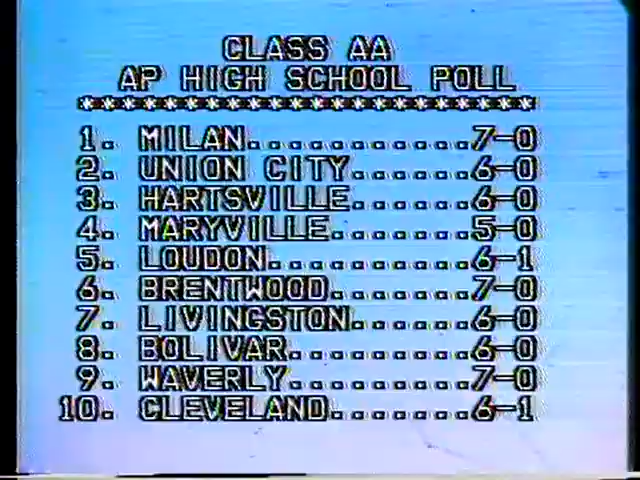 CLASS AA
AP HIGH SCHOOL POLL
**********************
1. MILAN...........7-0
2. UNION CITY......6-0
3. HARTSVILLE......6-0
4. MARYVILLE.......5-0
5. LOUDON..........6-1
6. BRENTWOOD.......7-0
7. LIVINGSTON......6-0
8. BOLIVAR.........6-0
9. WAVERLY.........7-0
10. CLEVELAND.......6-1